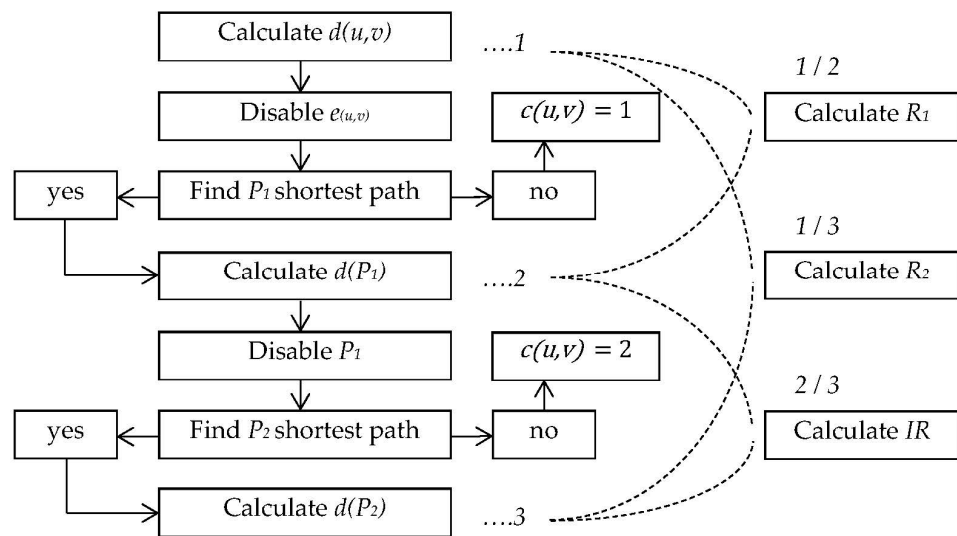 Calculate d(u,v)
....1
1 / 2
Disable e(u,v)
c(u,v) = 1
Calculate R1
yes
Find P1 shortest path
no
1 / 3
Calculate d(P1)
....2
Calculate R2
Disable P1
c(u,v) = 2
2 / 3
yes
Find P2 shortest path
no
Calculate IR
Calculate d(P2)
....3